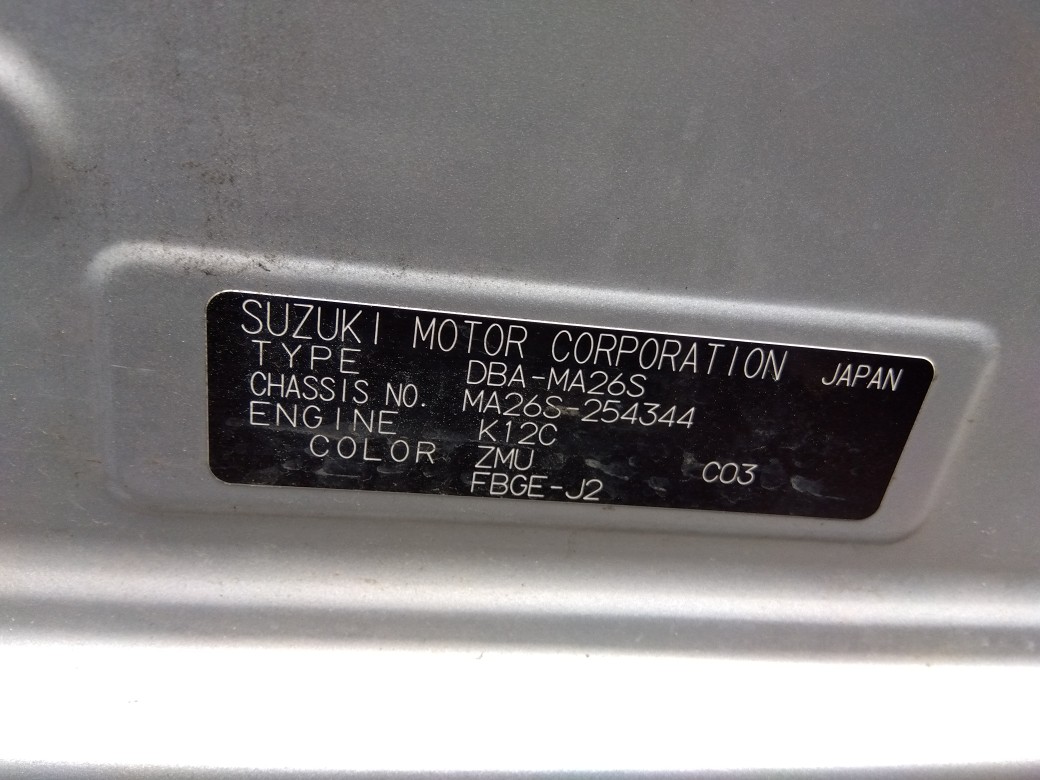 SUZUKI MOTOR CORPORATION JAPAN
TYPE DBA-MA26S
CHASSIS NO. MA26S-254344
ENGINE K12C
COLOR ZMU C03
FBGE-J2